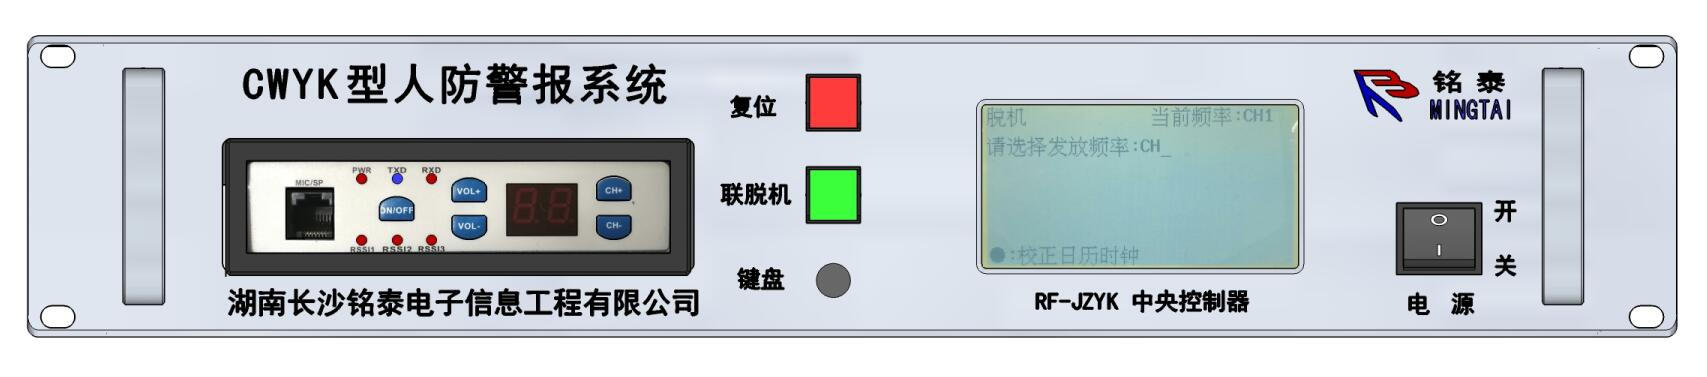 CWYK型人防警报系统
MIC/SP
PWR TXD RXD
ON/OFF
VOL+
VOL-
RSSI1 RSSI2 RSSI3
88
CH+
CH-
湖南长沙铭泰电子信息工程有限公司
复位
联脱机
键盘
脱机 当前频率:CH1
请选择发放频率:CH_
●:校正日历时钟
RF-JZYK 中央控制器
铭泰
MINGTAI
开
关
电 源